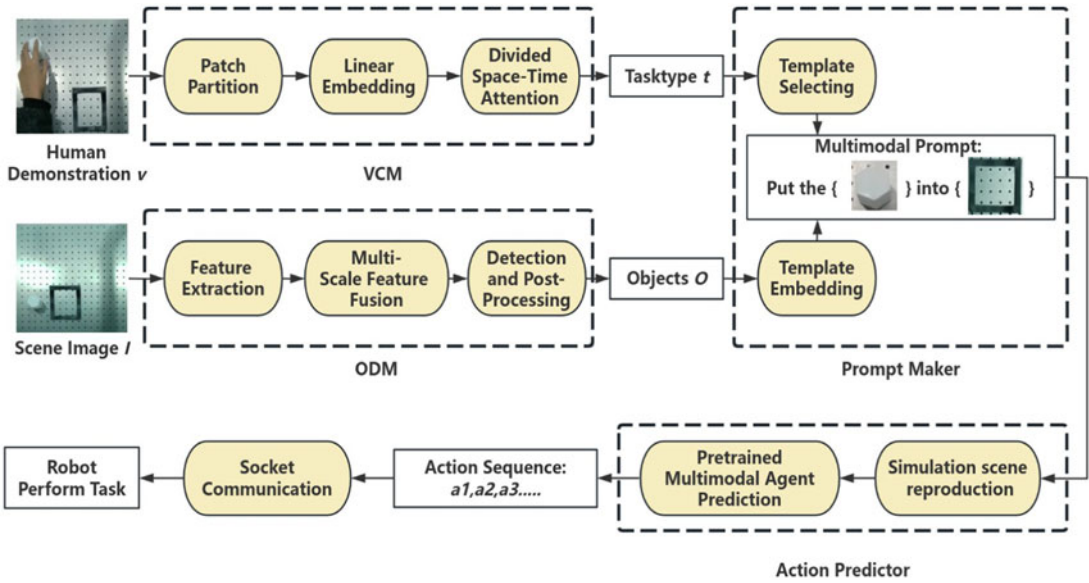 Patch
Partition
Linear
Embedding
Divided
Space-Time
Attention
Tasktype t
Template
Selecting
Human
Demonstration v
VCM
Multimodal Prompt:
Put the { } into { }
Feature
Extraction
Multi-
Scale Feature
Fusion
Detection
and Post-
Processing
Objects O
Template
Embedding
Scene Image I
ODM
Prompt Maker
Robot
Perform Task
Socket
Communication
Action Sequence:
a1,a2,a3.....
Pretrained
Multimodal Agent
Prediction
Simulation scene
reproduction
Action Predictor